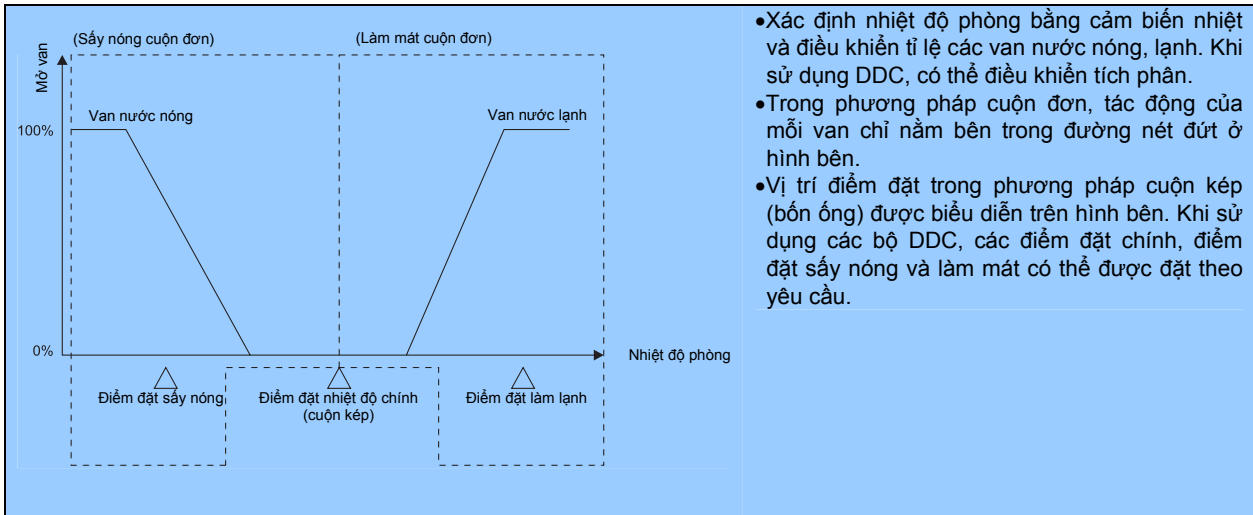 (Sấy nóng cuộn đơn)
(Làm mát cuộn đơn)
Mở van
Van nước nóng
Van nước lạnh
100%
0%
Nhiệt độ phòng
Điểm đặt sấy nóng
Điểm đặt nhiệt độ chính
(cuộn kép)
Điểm đặt làm lạnh
•Xác định nhiệt độ phòng bằng cảm biến nhiệt
và điều khiển tỉ lệ các van nước nóng, lạnh. Khi
sử dụng DDC, có thể điều khiển tích phân.
•Trong phương pháp cuộn đơn, tác động của
mỗi van chỉ nằm bên trong đường nét đứt ở
hình bên.
•Vị trí điểm đặt trong phương pháp cuộn kép
(bốn ống) được biểu diễn trên hình bên. Khi sử
dụng các bộ DDC, các điểm đặt chính, điểm
đặt sấy nóng và làm mát có thể được đặt theo
yêu cầu.